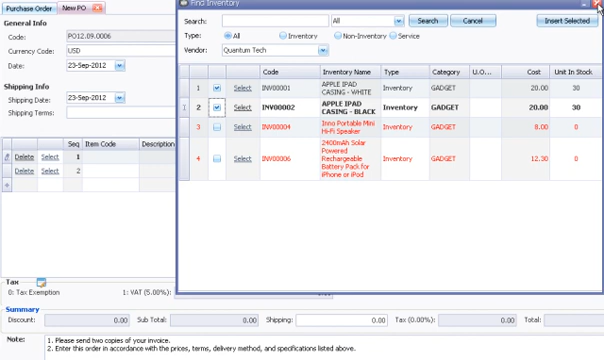 Purchase Order New PO
General Info
Code: PO12.09.0006
Currency Code: USD
Date: 23-Sep-2012
Shipping Info
Shipping Date: 23-Sep-2012
Shipping Terms:
Seq Item Code Description
Delete Select 1
Delete Select 2
Find Inventory
Search: All Search Cancel Insert Selected
Type: All Inventory Non-Inventory Service
Vendor: Quantum Tech
Code Inventory Name Type Category U.O... Cost Unit In Stock
1 Select INV00001 APPLE IPAD CASING - WHITE Inventory GADGET 20.00 30
2 Select INV00002 APPLE IPAD CASING - BLACK Inventory GADGET 20.00 30
3 Select INV00004 Inno Portable Mini Hi-Fi Speaker Inventory GADGET 8.00 0
4 Select INV00006 2400mAh Solar Powered Rechargeable Battery Pack for iPhone or iPod Inventory GADGET 12.30 0
Tax
0: Tax Exemption 1: VAT (5.00%):
Summary
Discount: 0.00 Sub Total: 0.00 Shipping: 0.00 Tax (0.00%): 0.00 Total:
Note: 1. Please send two copies of your invoice.
2. Enter this order in accordance with the prices, terms, delivery method, and specifications listed above.